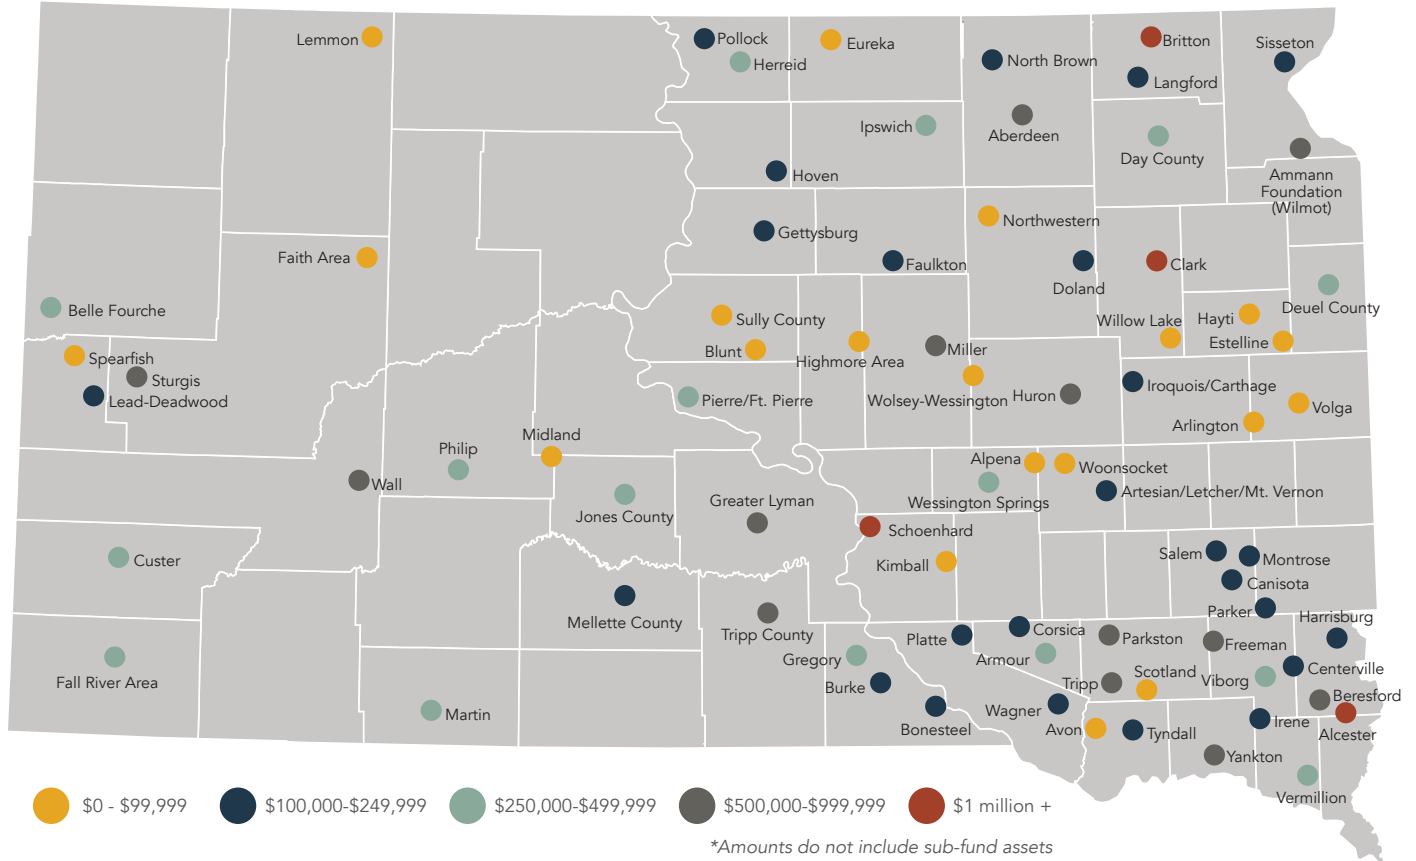 Lemmon
Pollock
Herreid
Eureka
North Brown
Britton
Langford
Sisseton
Ipswich
Aberdeen
Day County
Hoven
Ammann
Foundation
(Wilmot)
Gettysburg
Northwestern
Faulkton
Doland
Clark
Faith Area
Belle Fourche
Deuel County
Sully County
Willow Lake
Hayti
Estelline
Blunt
Highmore Area
Miller
Spearfish
Sturgis
Lead-Deadwood
Pierre/Ft. Pierre
Wolsey-Wessington
Huron
Iroquois/Carthage
Volga
Arlington
Midland
Philip
Wall
Jones County
Greater Lyman
Alpena
Woonsocket
Wessington Springs
Artesian/Letcher/Mt. Vernon
Schoenhard
Kimball
Custer
Salem
Montrose
Canisota
Parker
Harrisburg
Mellette County
Tripp County
Platte
Corsica
Armour
Parkston
Freeman
Gregory
Burke
Centerville
Fall River Area
Tripp
Scotland
Viborg
Beresford
Martin
Bonesteel
Wagner
Avon
Tyndall
Irene
Alcester
Yankton
Vermillion
$0 - $99,999
$100,000-$249,999
$250,000-$499,999
$500,000-$999,999
$1 million +
*Amounts do not include sub-fund assets